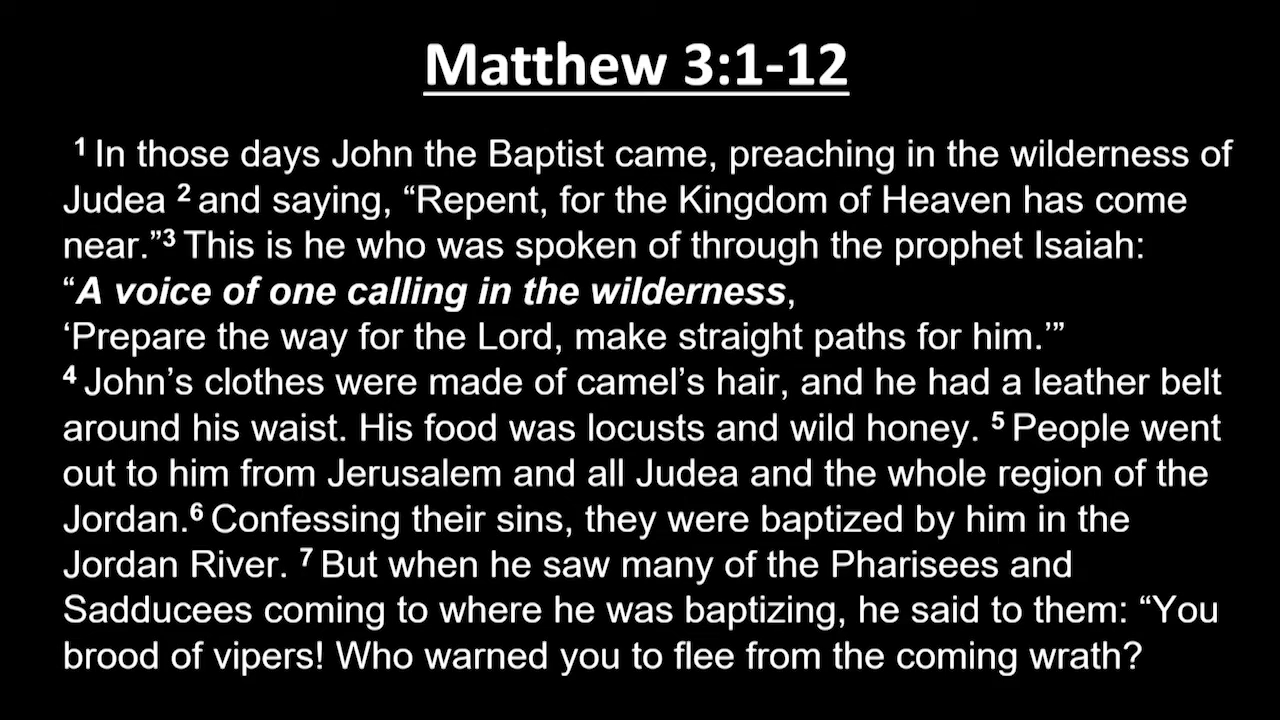 Matthew 3:1-12
1 In those days John the Baptist came, preaching in the wilderness of
Judea 2 and saying, “Repent, for the Kingdom of Heaven has come
near.”3 This is he who was spoken of through the prophet Isaiah:
“A voice of one calling in the wilderness,
‘Prepare the way for the Lord, make straight paths for him.’”
4 John’s clothes were made of camel’s hair, and he had a leather belt
around his waist. His food was locusts and wild honey. 5 People went
out to him from Jerusalem and all Judea and the whole region of the
Jordan.6 Confessing their sins, they were baptized by him in the
Jordan River. 7 But when he saw many of the Pharisees and
Sadducees coming to where he was baptizing, he said to them: “You
brood of vipers! Who warned you to flee from the coming wrath?